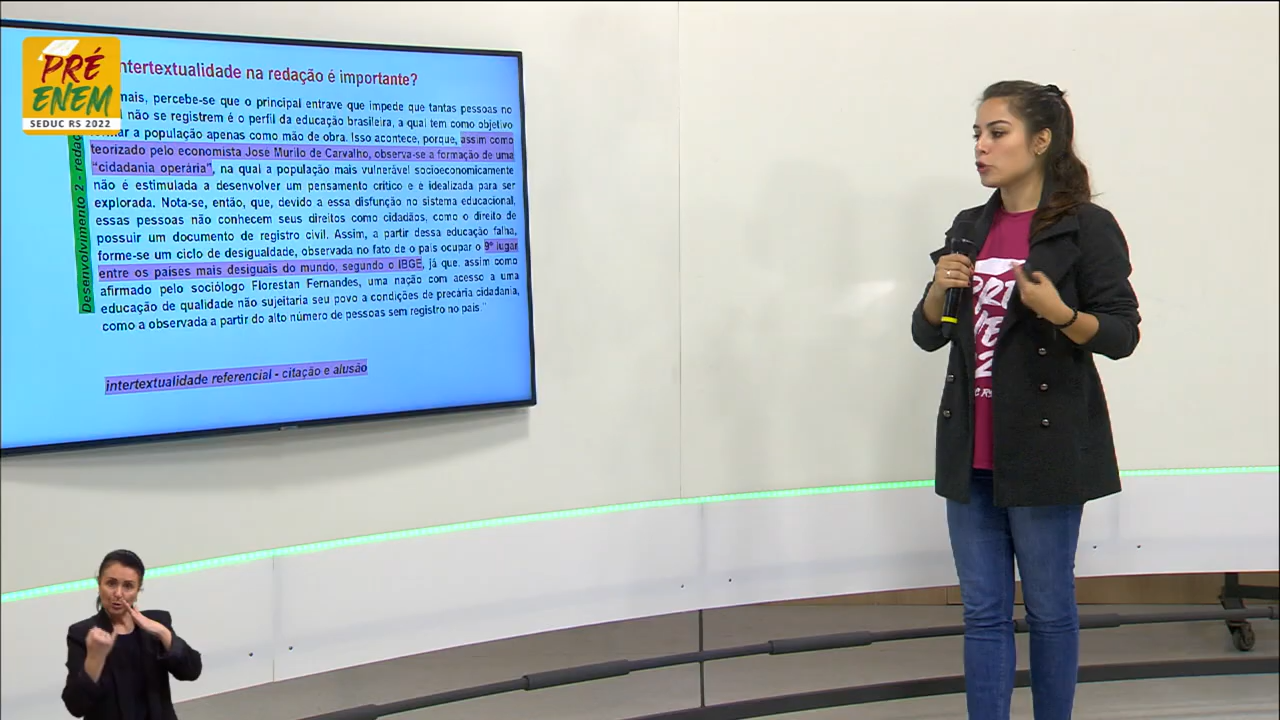 PRÉ
ENEM
SEDUC RS 2022
intertextualidade na redação é importante?
mais, percebe-se que o principal entrave que impede que tantas pessoas no
não se registrem é o perfil da educação brasileira, a qual tem como objetivo
a população apenas como mão de obra. Isso acontece, porque, assim como
teorizado pelo economista José Murilo de Carvalho, observa-se a formação de uma
"cidadania operária", na qual a população mais vulnerável socioeconomicamente
não é estimulada a desenvolver um pensamento crítico e é idealizada para ser
explorada. Nota-se, então, que, devido a essa disfunção no sistema educacional,
essas pessoas não conhecem seus direitos como cidadãos, como o direito de
possuir um documento de registro civil. Assim, a partir dessa educação falha,
forme-se um ciclo de desigualdade, observada no fato de o país ocupar o 9º lugar
entre os países mais desiguais do mundo, segundo o IBGE, já que, assim como
afirmado pelo sociólogo Florestan Fernandes, uma nação com acesso a uma
educação de qualidade não sujeitaria seu povo a condições de precária cidadania,
como a observada a partir do alto número de pessoas sem registro no país."
Desenvolvimento 2 -
intertextualidade referencial - citação e alusão